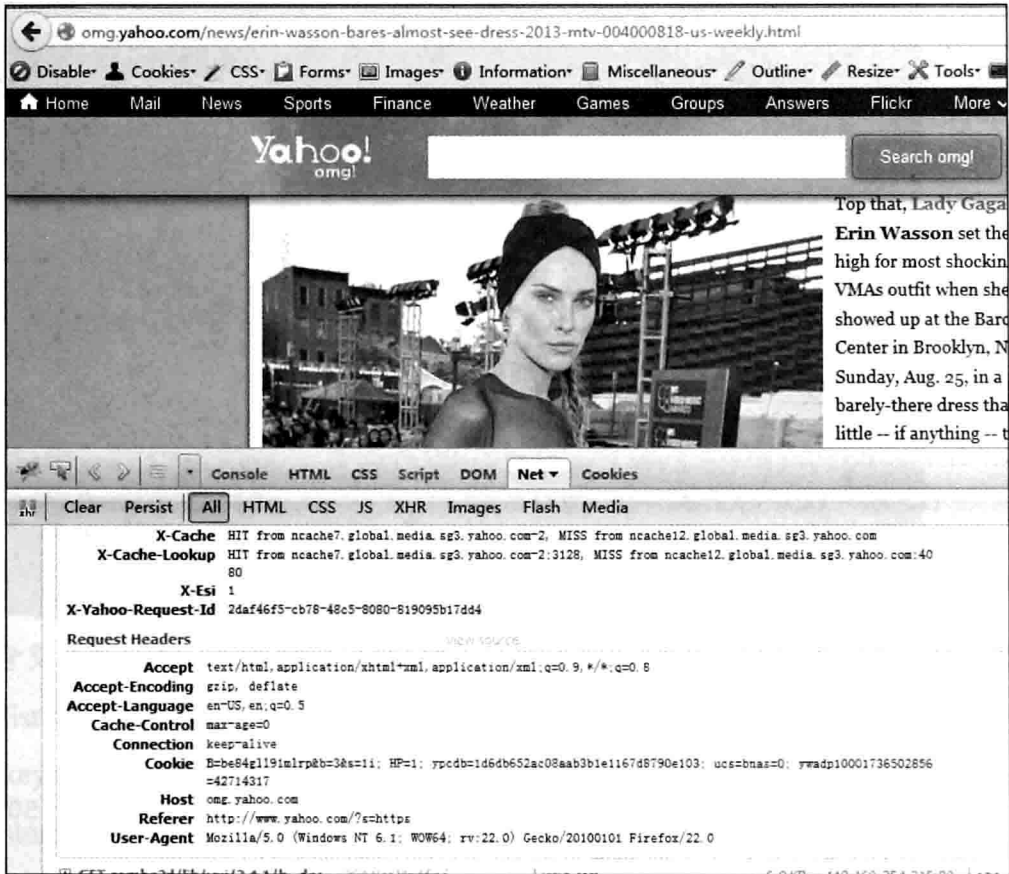 omg.yahoo.com/news/erin-wasson-bares-almost-see-dress-2013-mtv-004000818-us-weekly.html
Disable Cookies CSS Forms Images Information Miscellaneous Outline Resize Tools
Home Mail News Sports Finance Weather Games Groups Answers Flickr More
Yahoo!
omg!
Search omg!
Top that, Lady Gaga
Erin Wasson set the
high for most shockin
VMAs outfit when she
showed up at the Barc
Center in Brooklyn, N
Sunday, Aug. 25, in a
barely-there dress tha
little -- if anything -- t
Console HTML CSS Script DOM Net Cookies
Clear Persist All HTML CSS JS XHR Images Flash Media
X-Cache HIT from ncache7.global.media.sg3.yahoo.com-2, MISS from ncache12.global.media.sg3.yahoo.com
X-Cache-Lookup HIT from ncache7.global.media.sg3.yahoo.com-2:3128, MISS from ncache12.global.media.sg3.yahoo.com:40
80
X-Esi 1
X-Yahoo-Request-Id 2daf46f5-cb78-48c5-8080-819095b17dd4
Request Headers view source
Accept text/html,application/xhtml+xml,application/xml;q=0.9,*/*;q=0.8
Accept-Encoding gzip, deflate
Accept-Language en-US,en;q=0.5
Cache-Control max-age=0
Connection keep-alive
Cookie B=be84gl191mlrp&b=3&s=1i; HP=1; ypcdb=1d6db652ac08aab3b1e1167d8790e103; ucs=bnas=0; ywadp10001736502856
=42714317
Host omg.yahoo.com
Referer http://www.yahoo.com/?s=https
User-Agent Mozilla/5.0 (Windows NT 6.1; WOW64; rv:22.0) Gecko/20100101 Firefox/22.0